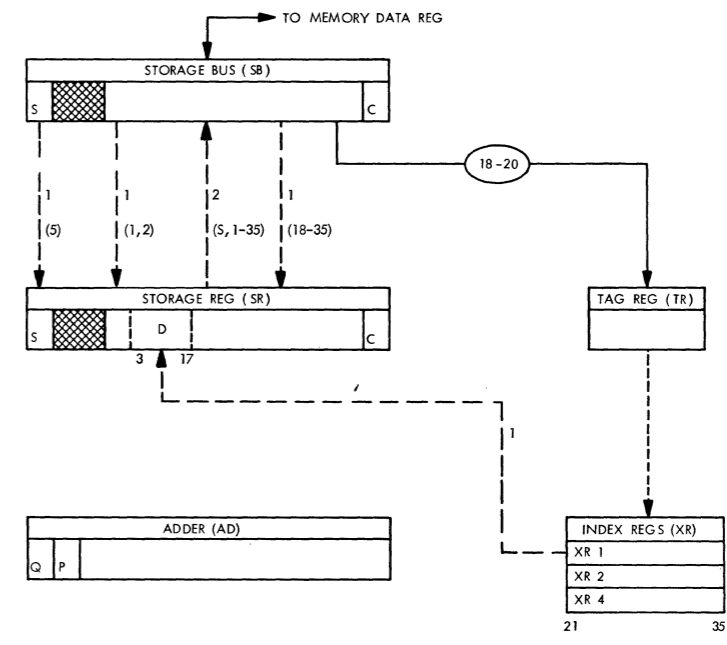 TO MEMORY DATA REG
STORAGE BUS (SB)
S
C
18-20
1
1
2
1
(5)
(1,2)
(S,1-35)
(18-35)
STORAGE REG (SR)
TAG REG (TR)
S
D
C
3
17
1
ADDER (AD)
INDEX REGS (XR)
Q
P
XR 1
XR 2
XR 4
21
35